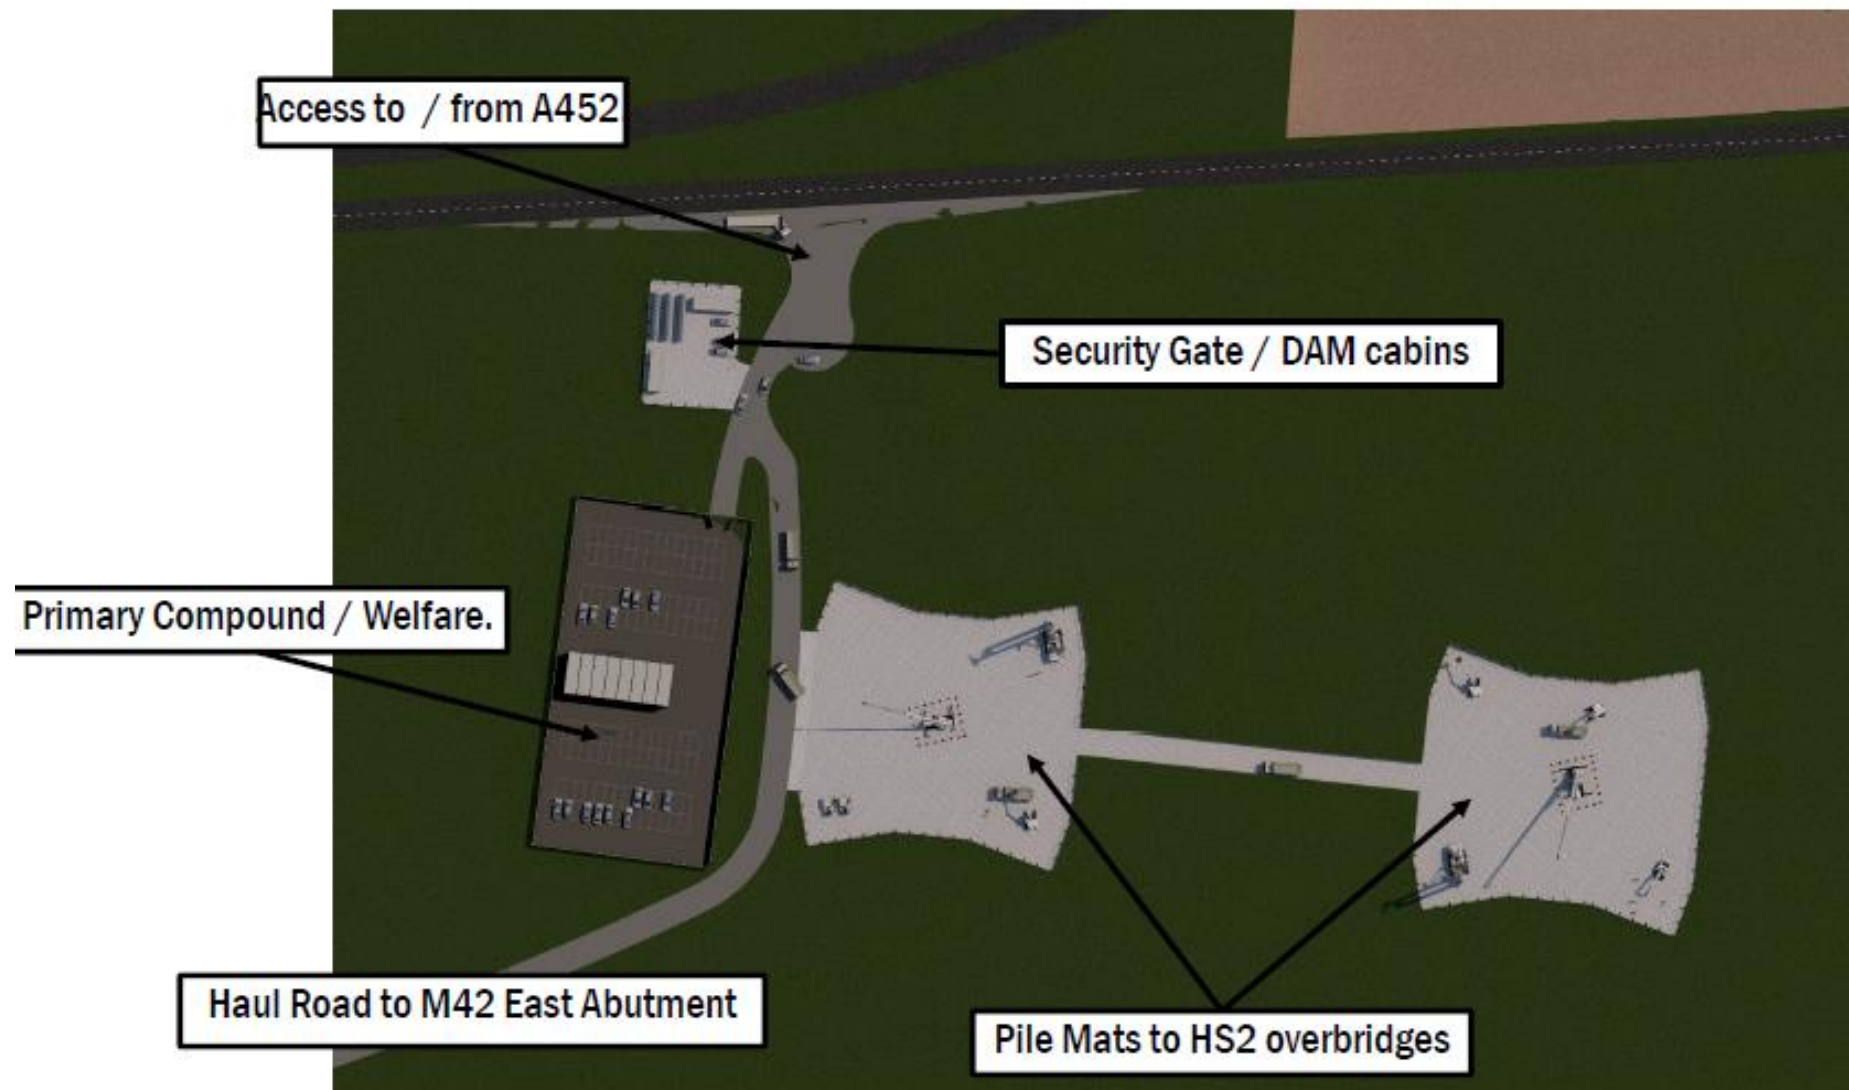 Access to / from A452
Security Gate / DAM cabins
Primary Compound / Welfare.
Haul Road to M42 East Abutment
Pile Mats to HS2 overbridges